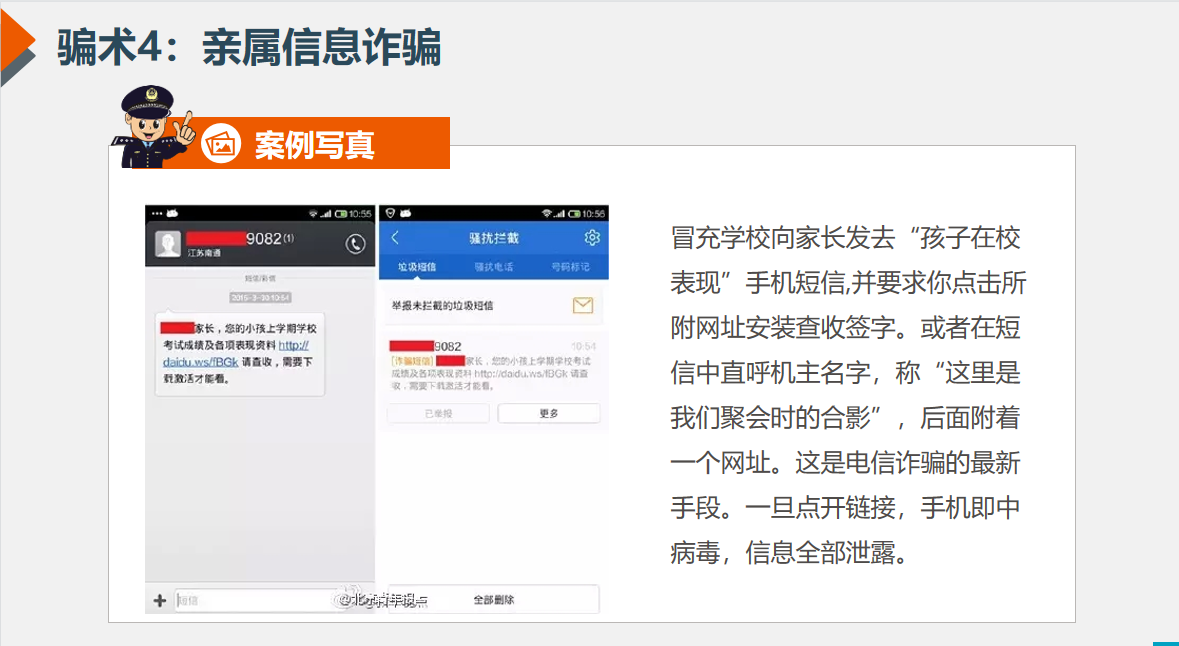 骗术4：亲属信息诈骗
案例写真
10:55
9082(1)
江苏南通
短信/彩信
2015-3-30 10:54
家长，您的小孩上学期学校
考试成绩及各项表现资料 http://
daidu.ws/fBGk 请查收，需要下
载激活才能看。
短信
10:55
骚扰拦截
垃圾短信 骚扰电话 号码标记
举报未拦截的垃圾短信
9082 10:54
[诈骗短信] 家长，您的小孩上学期学校考试
成绩及各项表现资料 http://daidu.ws/fBGk 请查
收，需要下载激活才能看。
已举报 更多
全部删除
冒充学校向家长发去“孩子在校
表现”手机短信,并要求你点击所
附网址安装查收签字。或者在短
信中直呼机主名字，称“这里是
我们聚会时的合影”，后面附着
一个网址。这是电信诈骗的最新
手段。一旦点开链接，手机即中
病毒，信息全部泄露。